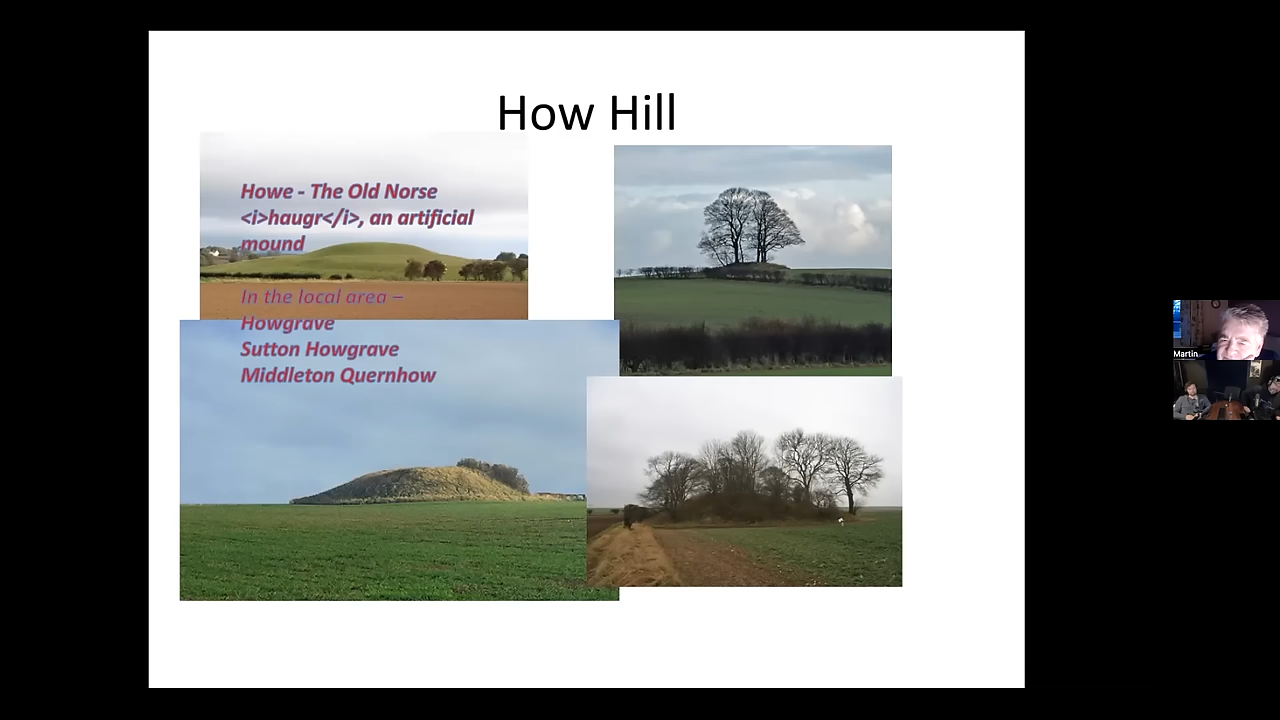 How Hill
Howe - The Old Norse
<i>haugr</i>, an artificial
mound
In the local area –
Howgrave
Sutton Howgrave
Middleton Quernhow
Martin